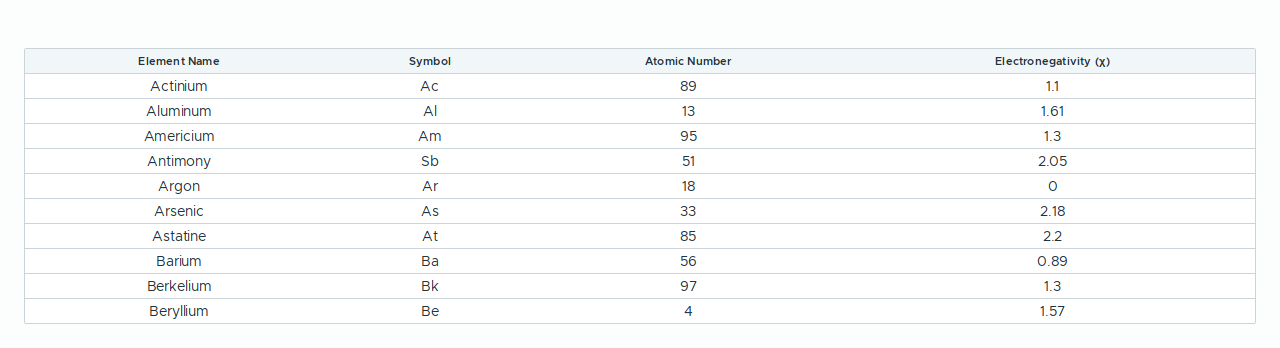 Element Name Symbol Atomic Number Electronegativity (χ)
Actinium Ac 89 1.1
Aluminum Al 13 1.61
Americium Am 95 1.3
Antimony Sb 51 2.05
Argon Ar 18 0
Arsenic As 33 2.18
Astatine At 85 2.2
Barium Ba 56 0.89
Berkelium Bk 97 1.3
Beryllium Be 4 1.57